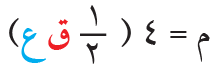 م = ٤ ( ١/٢ ق ع )